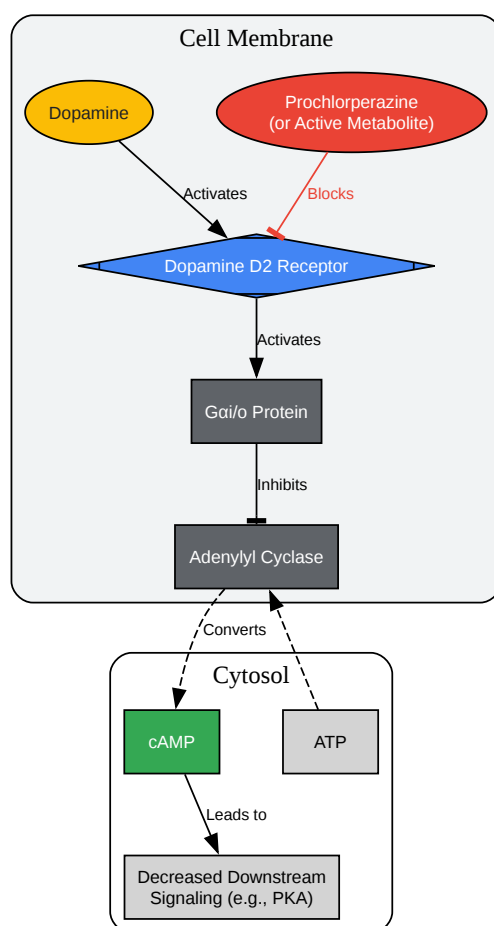 Cell Membrane
Dopamine
Prochlorperazine
(or Active Metabolite)
Activates
Blocks
Dopamine D2 Receptor
Activates
Gαi/o Protein
Inhibits
Adenylyl Cyclase
Converts
Cytosol
cAMP
ATP
Leads to
Decreased Downstream
Signaling (e.g., PKA)